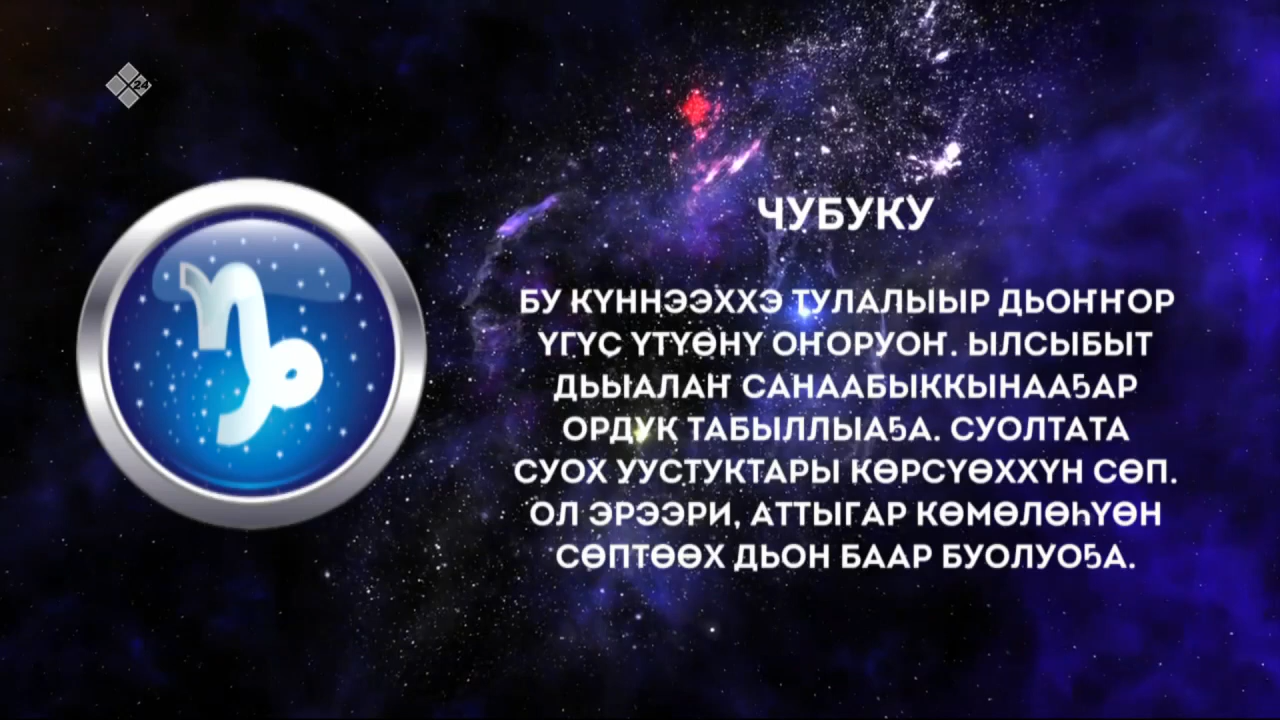 Х24
ЧУБУКУ
БУ КҮННЭЭХХЭ ТУЛАЛЫЫР ДЬОҤҤОР
ҮГҮС ҮТҮӨНҮ ОҤОРУОҤ. ЫЛСЫБЫТ
ДЬЫАЛАҤ САНААБЫККЫНААҔАР
ОРДУК ТАБЫЛЛЫАҔА. СУОЛТАТА
СУОХ УУСТУКТАРЫ КӨРСҮӨХХҮН СӨП.
ОЛ ЭРЭЭРИ, АТТЫГАР КӨМӨЛӨҺҮӨН
СӨПТӨӨХ ДЬОН БААР БУОЛУОҔА.